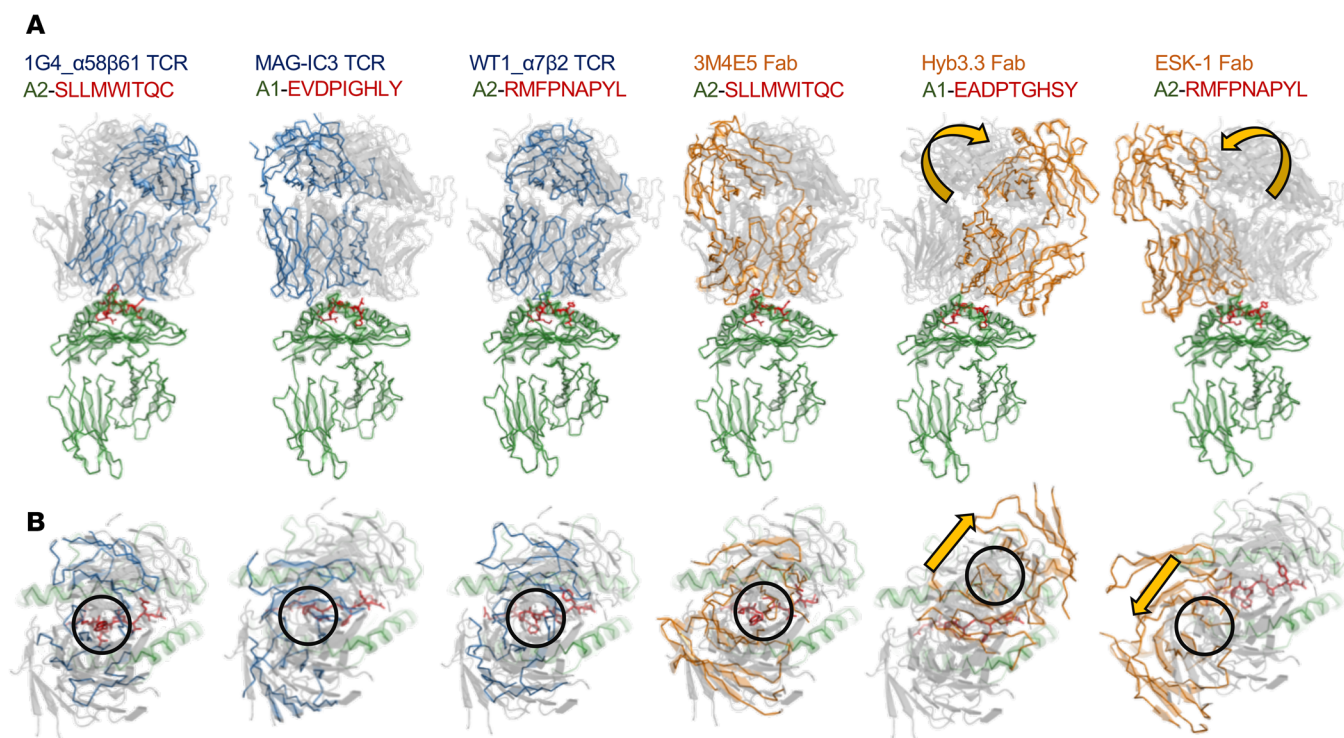 A
1G4_α58β61 TCR
A2-SLLMWITQC
MAG-IC3 TCR
A1-EVDPIGHLY
WT1_α7β2 TCR
A2-RMFPNAPYL
3M4E5 Fab
A2-SLLMWITQC
Hyb3.3 Fab
A1-EADPTGHSY
ESK-1 Fab
A2-RMFPNAPYL
B